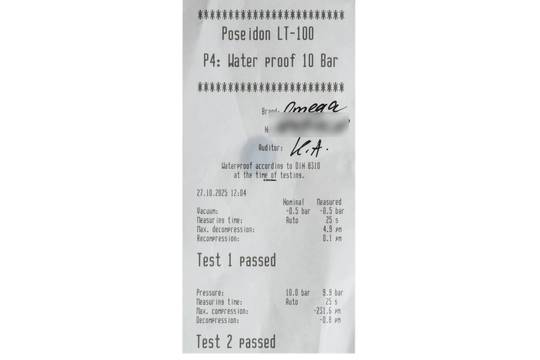 ********************************
Poseidon LT-100
P4: Water proof 10 Bar
********************************
Brand: Omega
Auditor: K.A.
Waterproof according to DIN 8310
at the time of testing.
27.10.2025 12:04
Nominal Measured
Vacuum: -0.5 bar -0.5 bar
Measuring time: Auto 25 s
Max. decompression: 4.9 µm
Recompression: 0.1 µm
Test 1 passed
Pressure: 10.0 bar 9.9 bar
Measuring time: Auto 25 s
Max. compression: -231.6 µm
Decompression: -0.8 µm
Test 2 passed